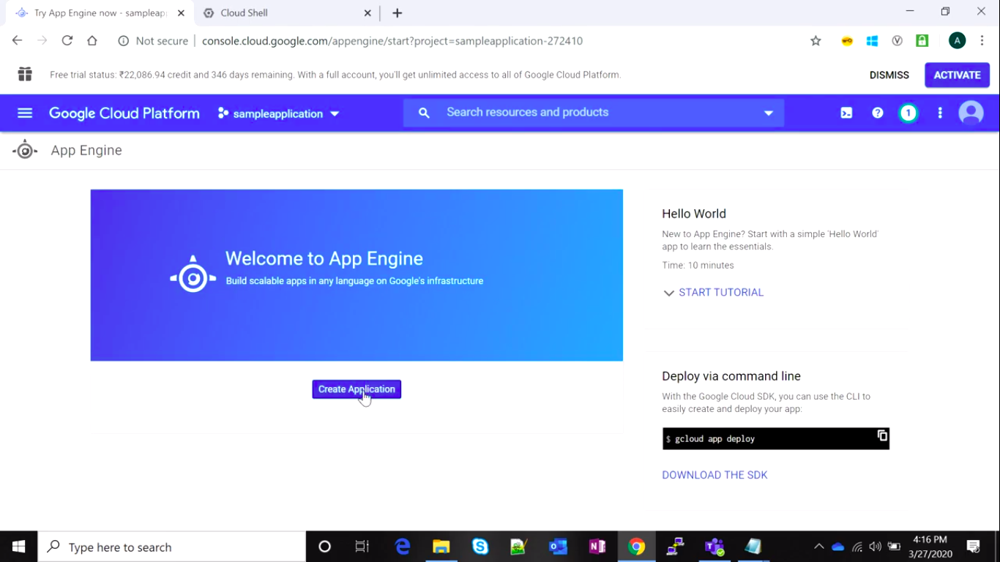 Try App Engine now - sampleapp
Cloud Shell
Not secure
console.cloud.google.com/appengine/start?project=sampleapplication-272410
A
Free trial status: ₹22,086.94 credit and 346 days remaining. With a full account, you'll get unlimited access to all of Google Cloud Platform.
DISMISS
ACTIVATE
Google Cloud Platform
sampleapplication
Search resources and products
1
App Engine
Welcome to App Engine
Build scalable apps in any language on Google's infrastructure
Create Application
Hello World
New to App Engine? Start with a simple 'Hello World'
app to learn the essentials.
Time: 10 minutes
START TUTORIAL
Deploy via command line
With the Google Cloud SDK, you can use the CLI to
easily create and deploy your app:
$ gcloud app deploy
DOWNLOAD THE SDK
Type here to search
4:16 PM
3/27/2020